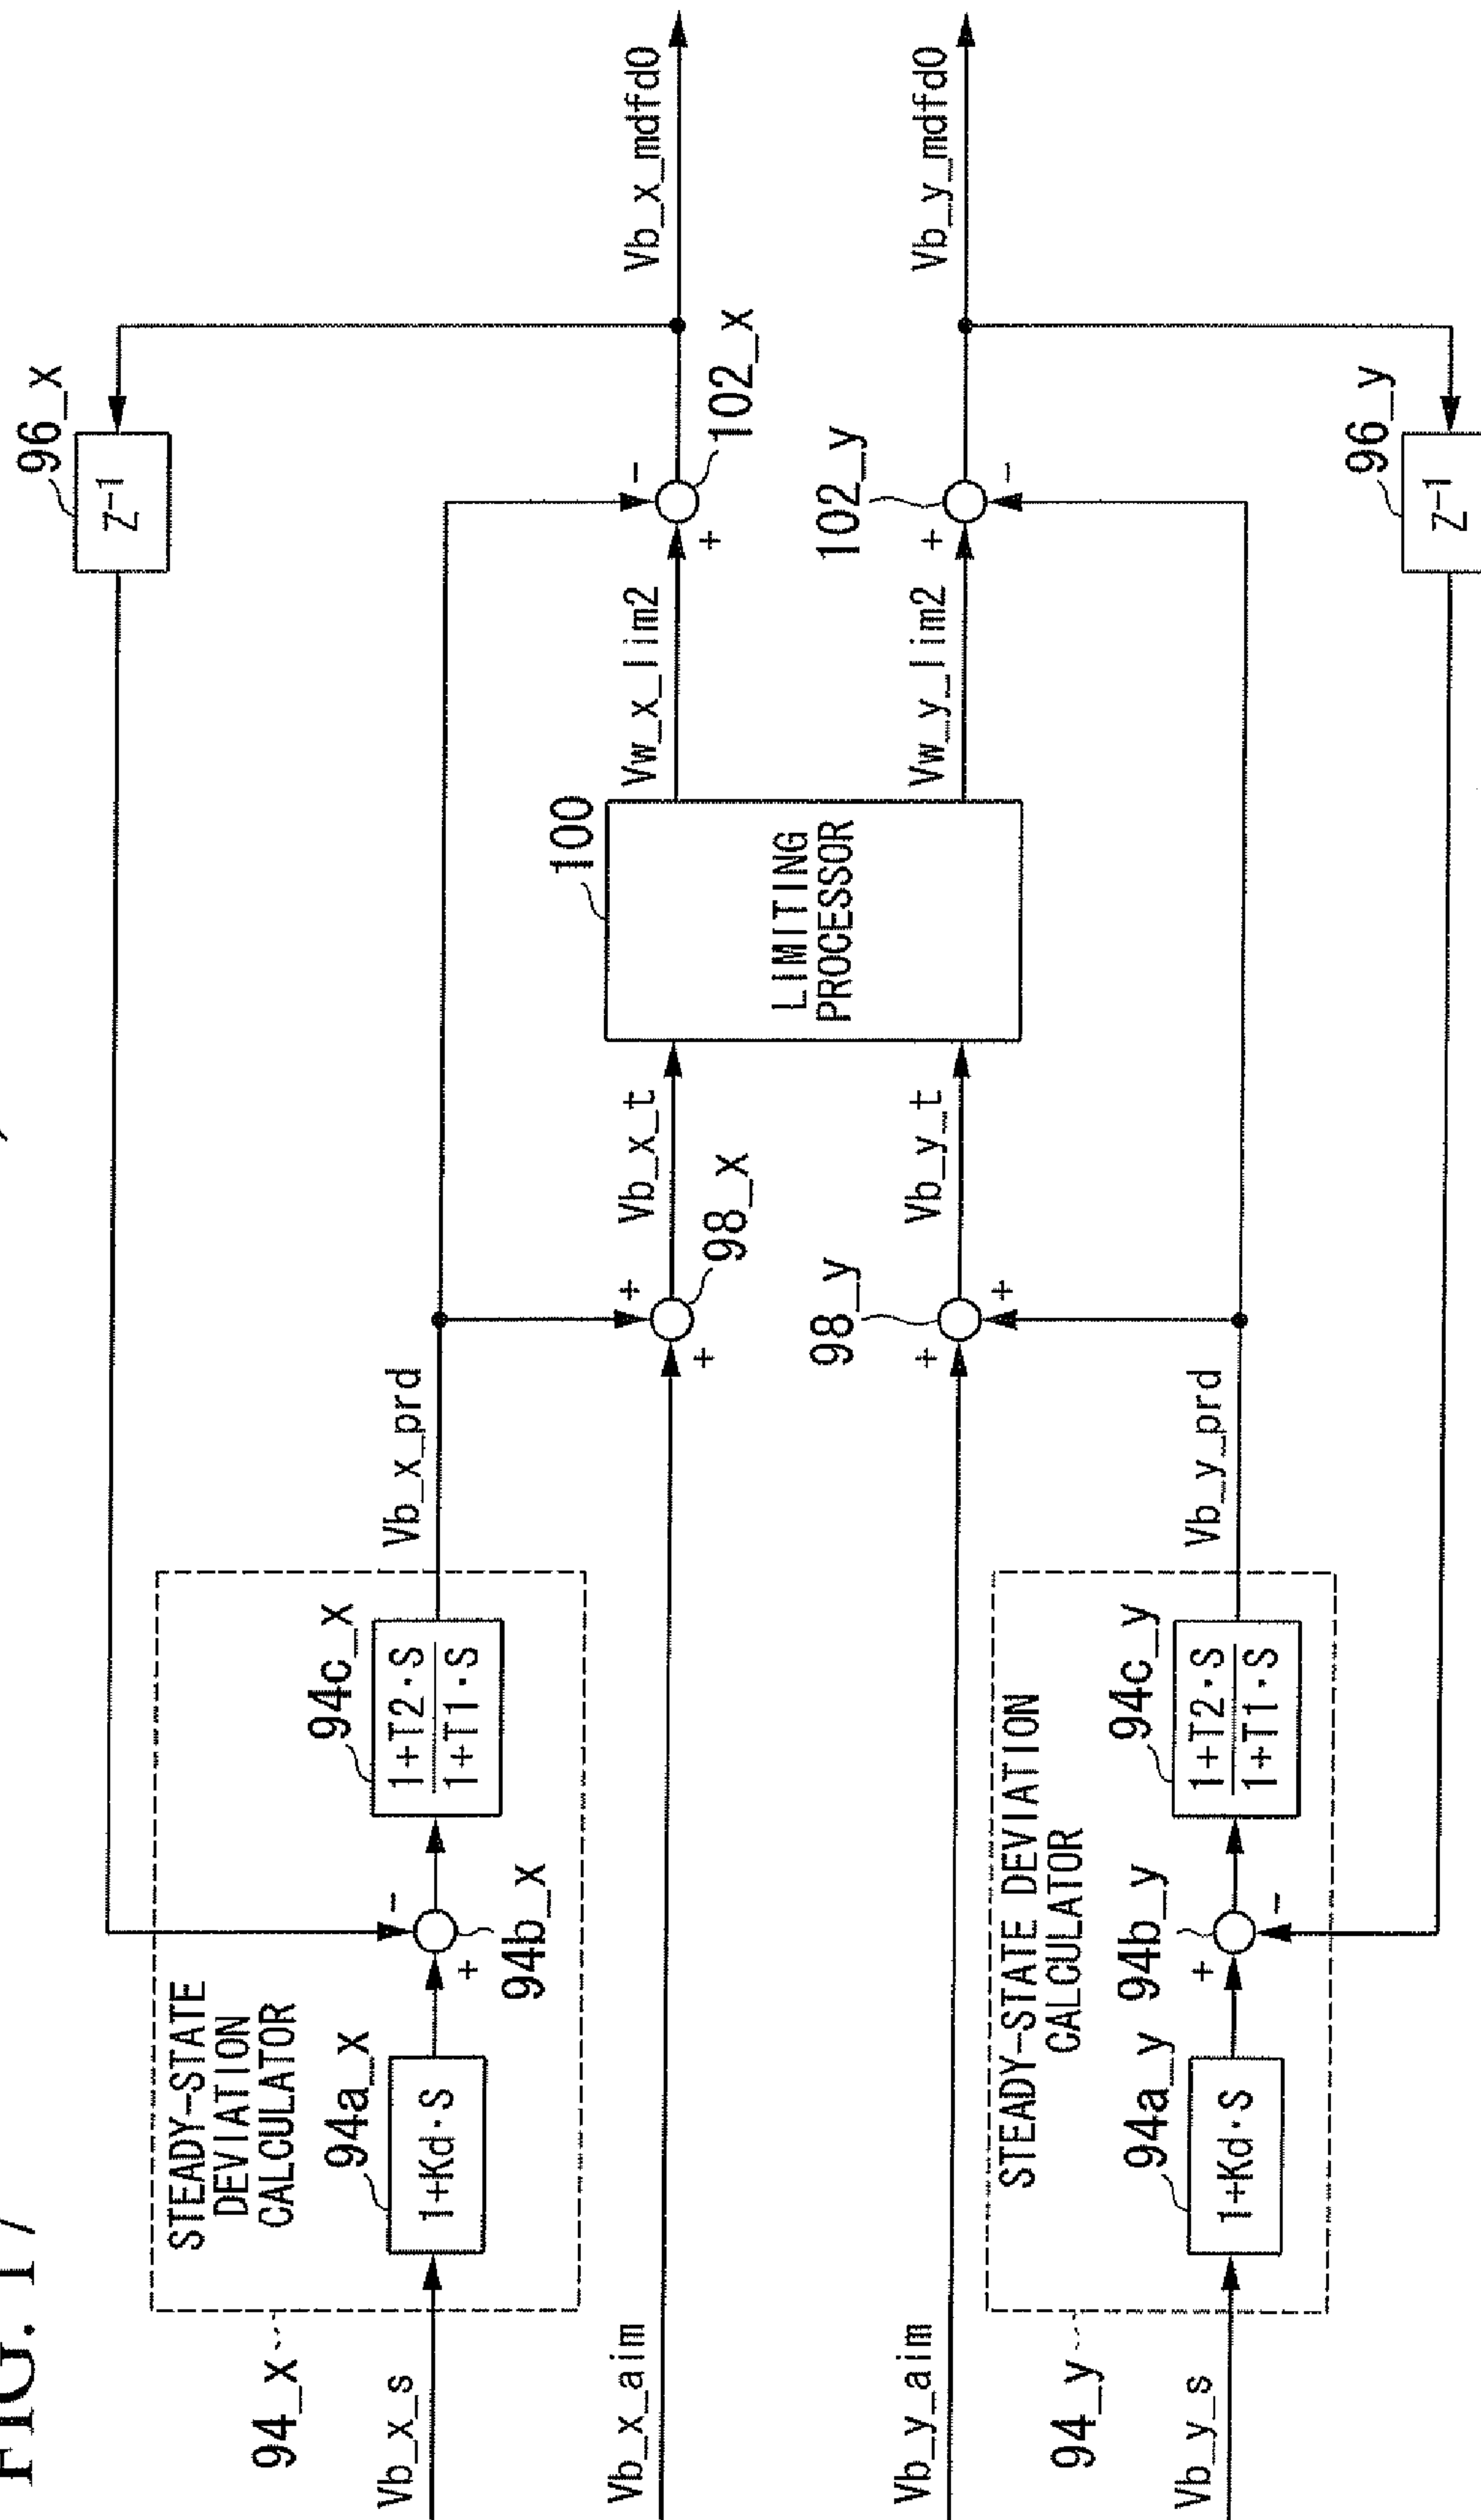 FIG. 17
96_x
Z⁻¹
STEADY-STATE
DEVIATION
CALCULATOR
94_x
94a_x
1+Kd·S
94b_x
+
-
94c_x
1+T2·S
1+T1·S
Vb_x_s
Vb_x_prd
Vb_x_aim
+
+
98_x
Vb_x_t
100
LIMITING
PROCESSOR
Vw_x_lim2
+
-
102_x
Vb_x_mdfd0
Vb_y_aim
+
+
98_y
Vb_y_t
Vw_y_lim2
+
-
102_y
Vb_y_mdfd0
STEADY-STATE DEVIATION
CALCULATOR
94_y
94a_y
1+Kd·S
94b_y
+
-
94c_y
1+T2·S
1+T1·S
Vb_y_s
Vb_y_prd
96_y
Z⁻¹